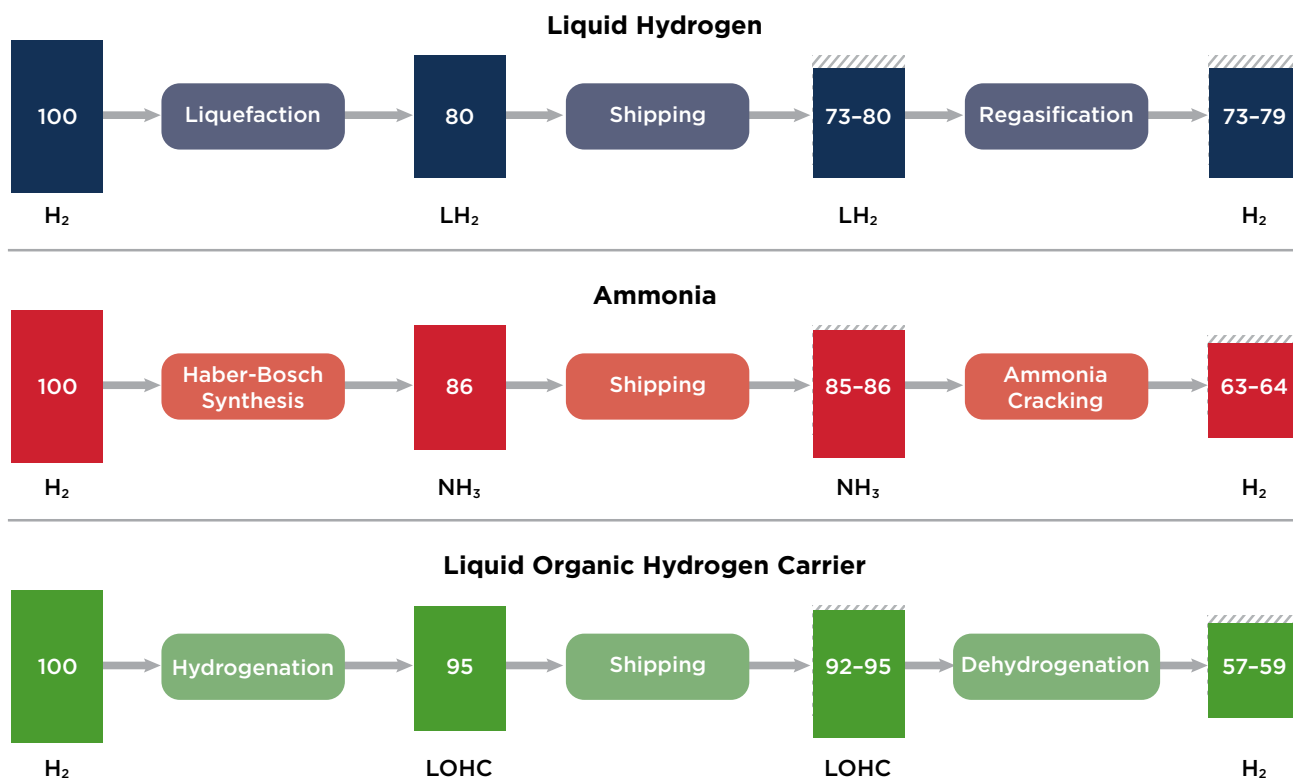 Liquid Hydrogen
100
Liquefaction
80
Shipping
73–80
Regasification
73–79
H₂
LH₂
LH₂
H₂
Ammonia
100
Haber-Bosch
Synthesis
86
Shipping
85–86
Ammonia
Cracking
63–64
H₂
NH₃
NH₃
H₂
Liquid Organic Hydrogen Carrier
100
Hydrogenation
95
Shipping
92–95
Dehydrogenation
57–59
H₂
LOHC
LOHC
H₂